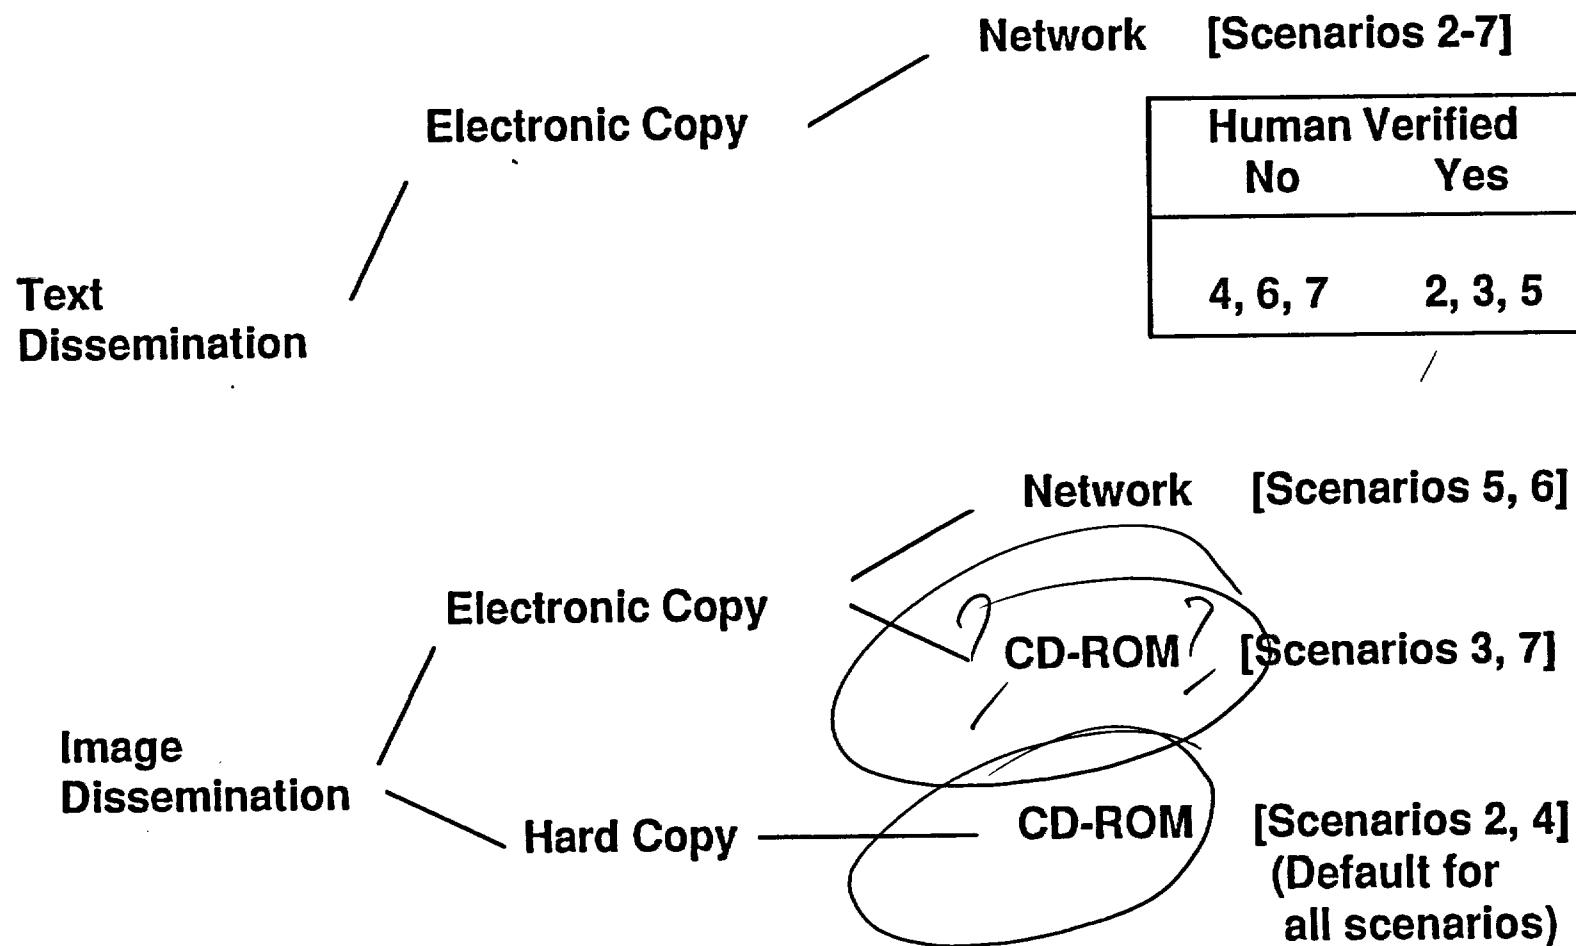 Network [Scenarios 2-7]
Electronic Copy
Human Verified
No Yes
4, 6, 7 2, 3, 5
Text
Dissemination
Network [Scenarios 5, 6]
Electronic Copy
? CD-ROM ? [Scenarios 3, 7]
Image
Dissemination
Hard Copy CD-ROM [Scenarios 2, 4]
(Default for
all scenarios)